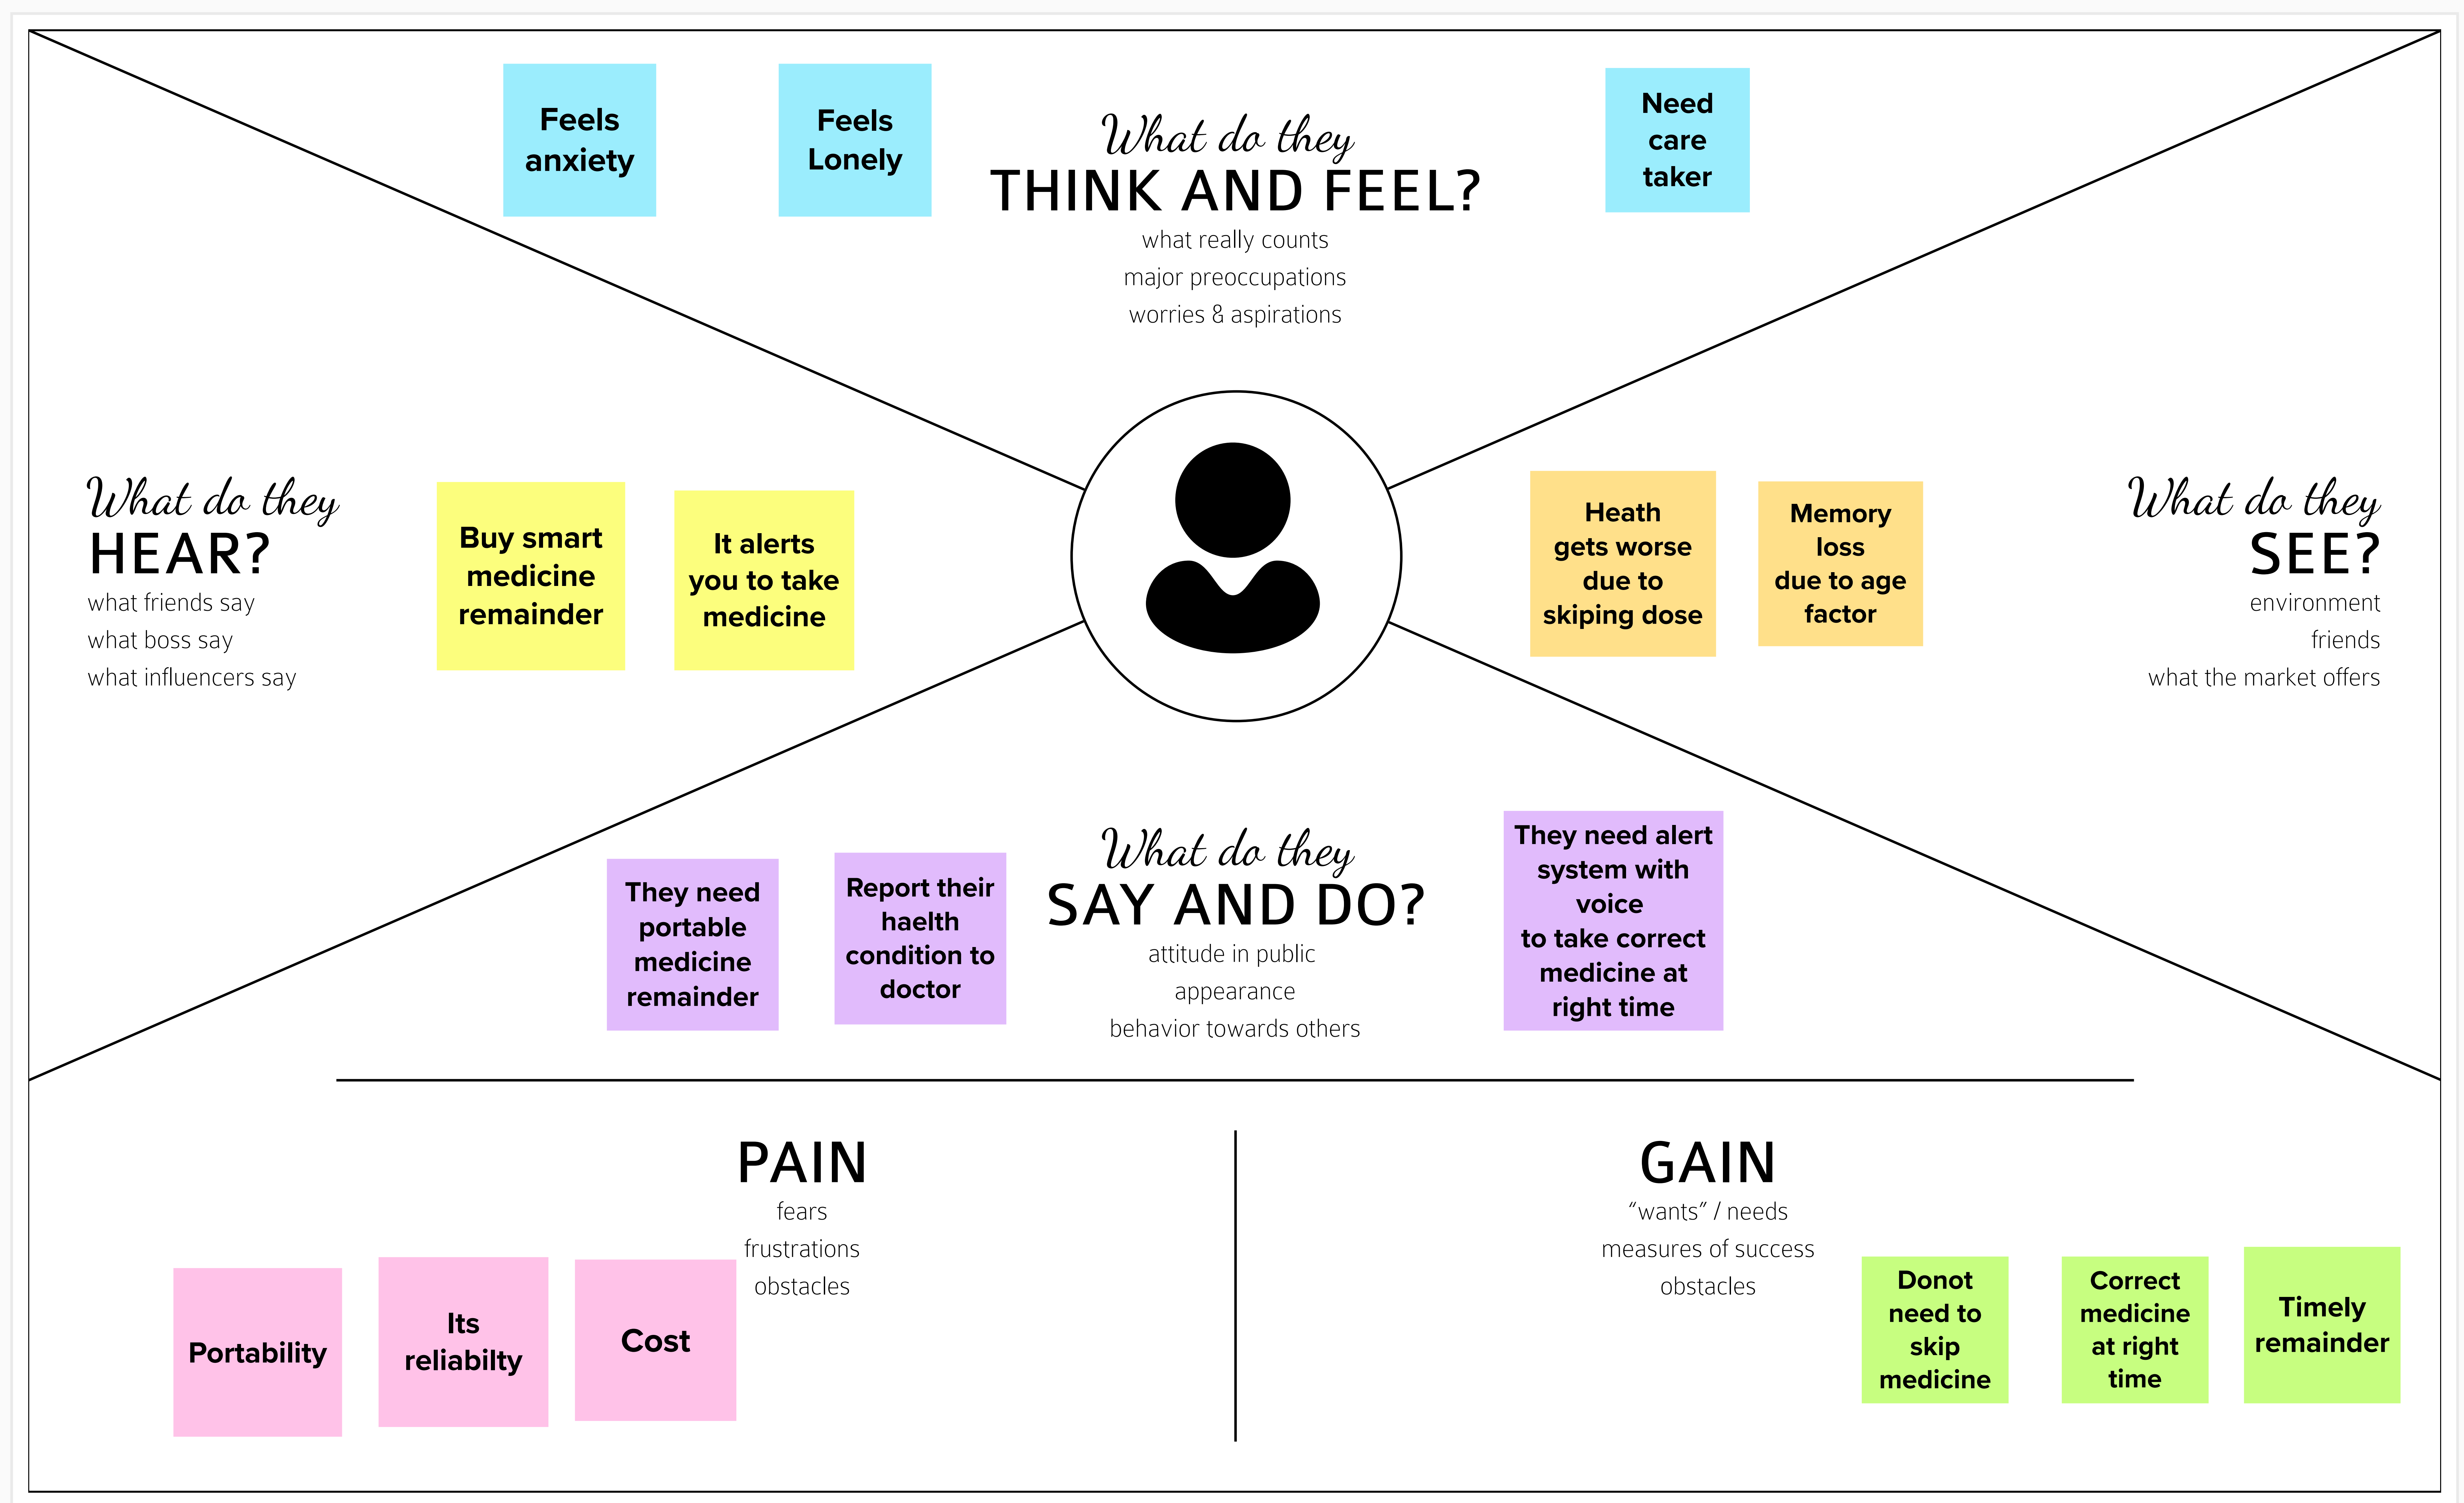 Feels
anxiety
Feels
Lonely
What do they
THINK AND FEEL?
what really counts
major preoccupations
worries & aspirations
Need
care
taker
What do they
HEAR?
what friends say
what boss say
what influencers say
Buy smart
medicine
remainder
It alerts
you to take
medicine
Heath
gets worse
due to
skiping dose
Memory
loss
due to age
factor
What do they
SEE?
environment
friends
what the market offers
They need
portable
medicine
remainder
Report their
haelth
condition to
doctor
What do they
SAY AND DO?
attitude in public
appearance
behavior towards others
They need alert
system with
voice
to take correct
medicine at
right time
PAIN
fears
frustrations
obstacles
Portability
Its
reliabilty
Cost
GAIN
“wants” / needs
measures of success
obstacles
Donot
need to
skip
medicine
Correct
medicine
at right
time
Timely
remainder